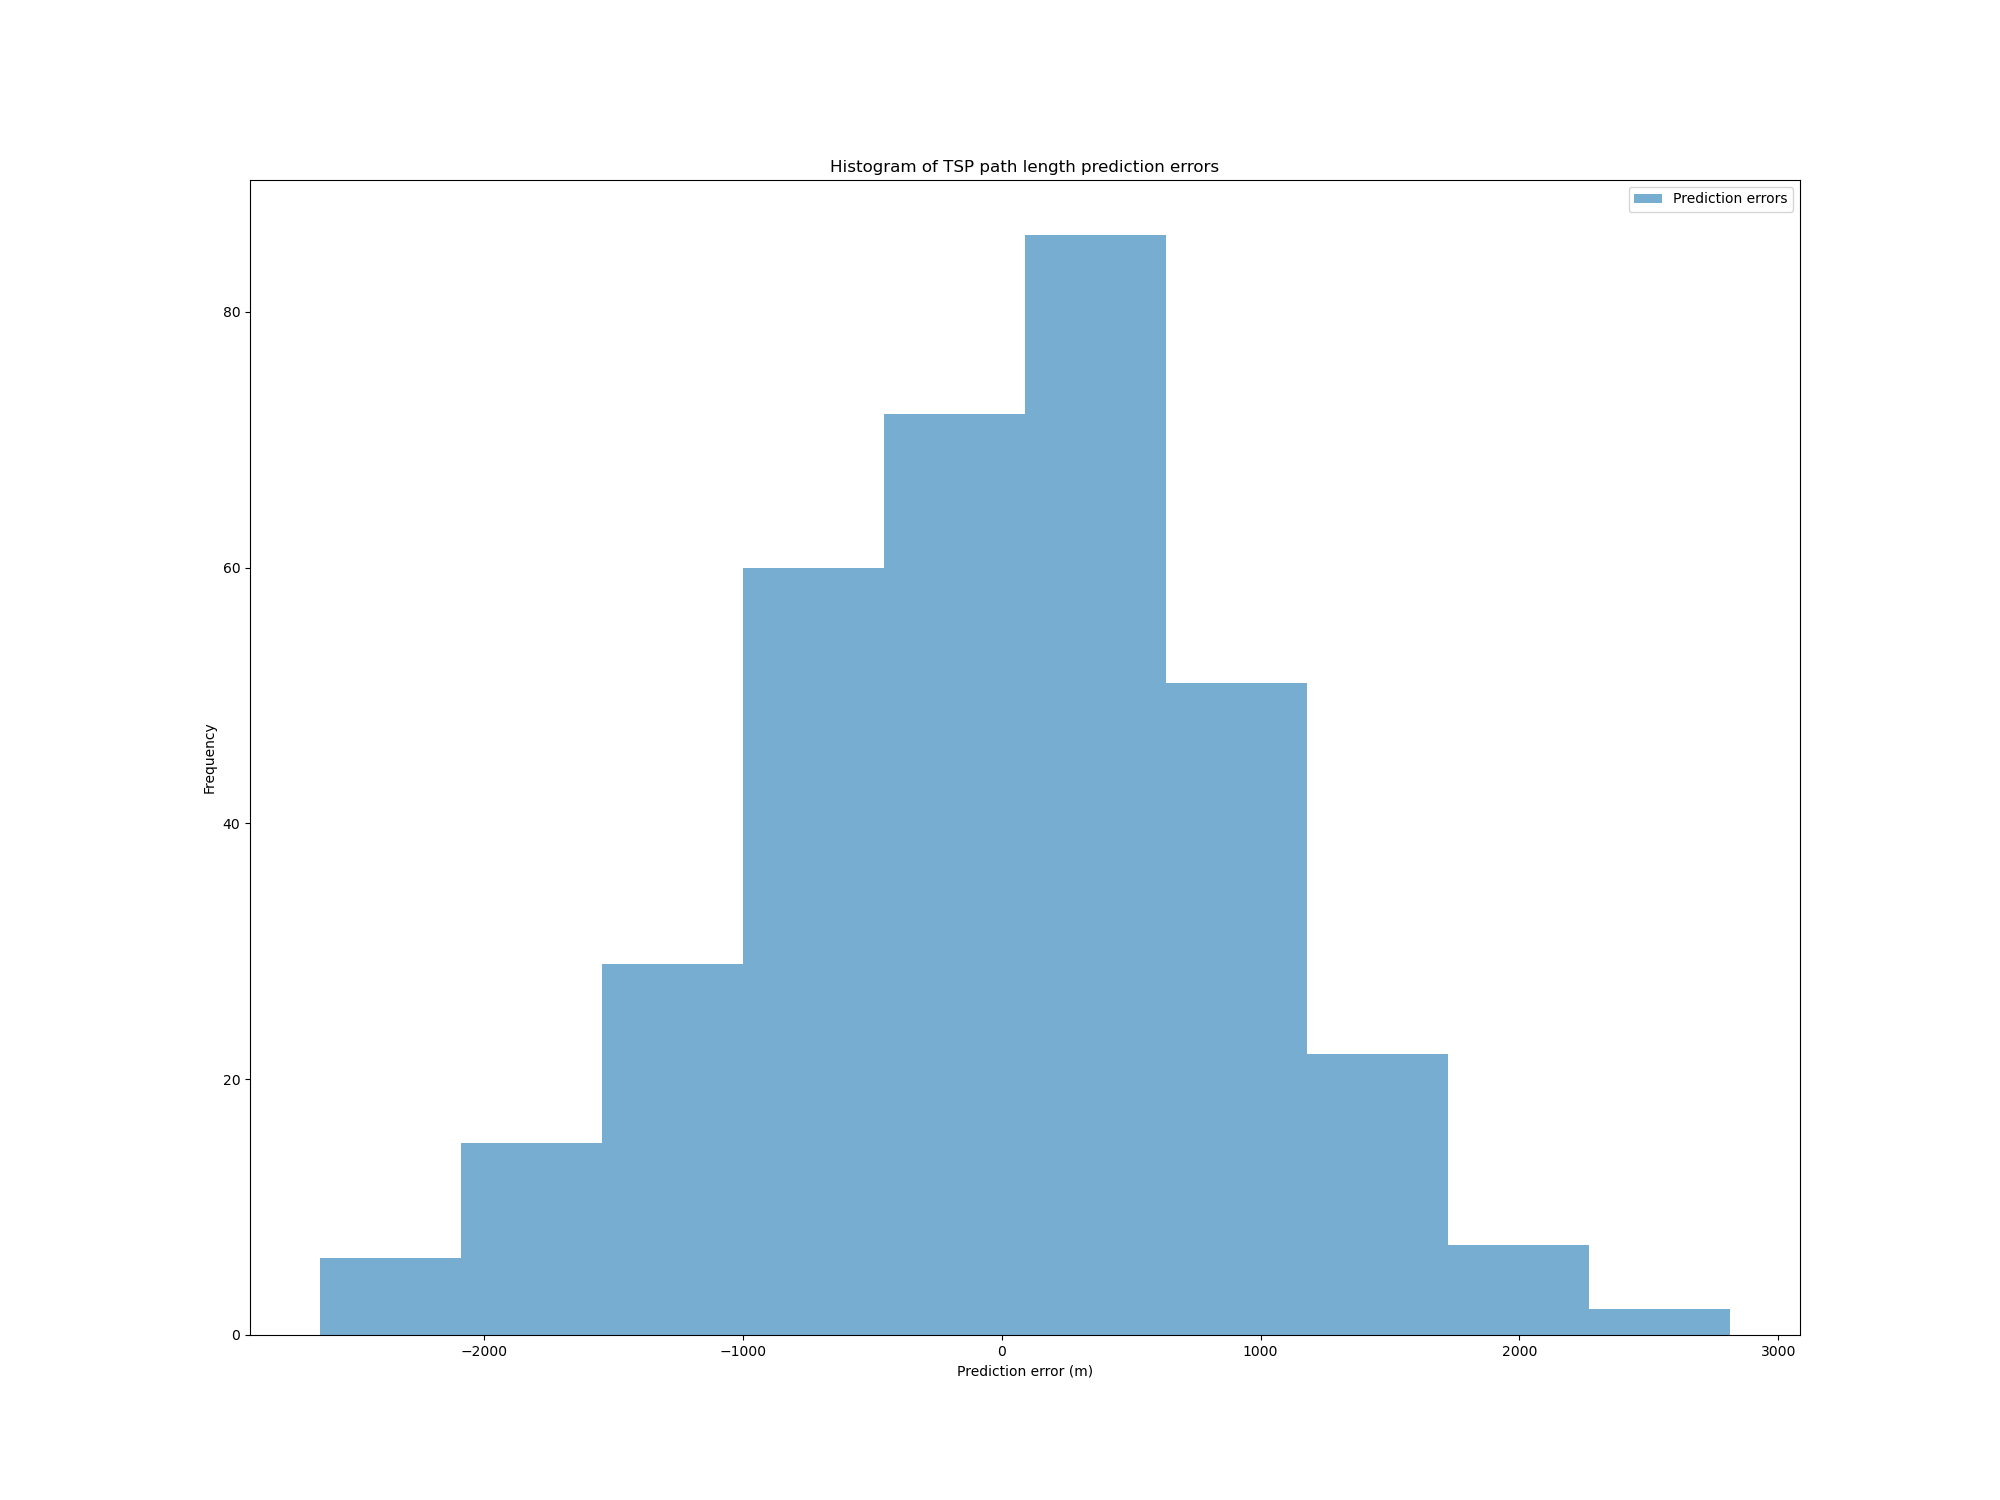 Histogram of TSP path length prediction errors
Prediction errors
80
60
40
20
0
Frequency
−2000
−1000
0
1000
2000
3000
Prediction error (m)